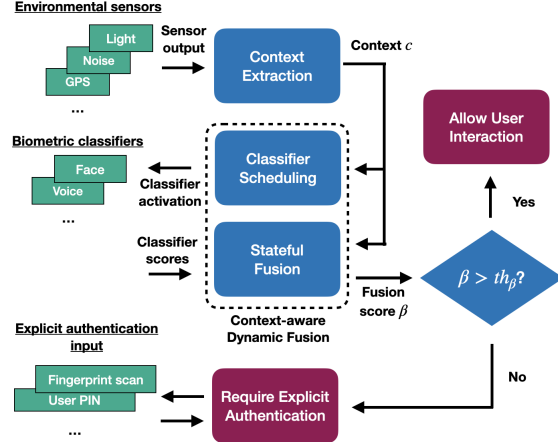 Environmental sensors
Light
Noise
GPS
...
Sensor
output
Context
Extraction
Context c
Biometric classifiers
Face
Voice
...
Classifier
activation
Classifier
Scheduling
Classifier
scores
Stateful
Fusion
Context-aware
Dynamic Fusion
Fusion
score β
β > th_β?
Yes
Allow User
Interaction
No
Explicit authentication
input
Fingerprint scan
User PIN
...
Require Explicit
Authentication